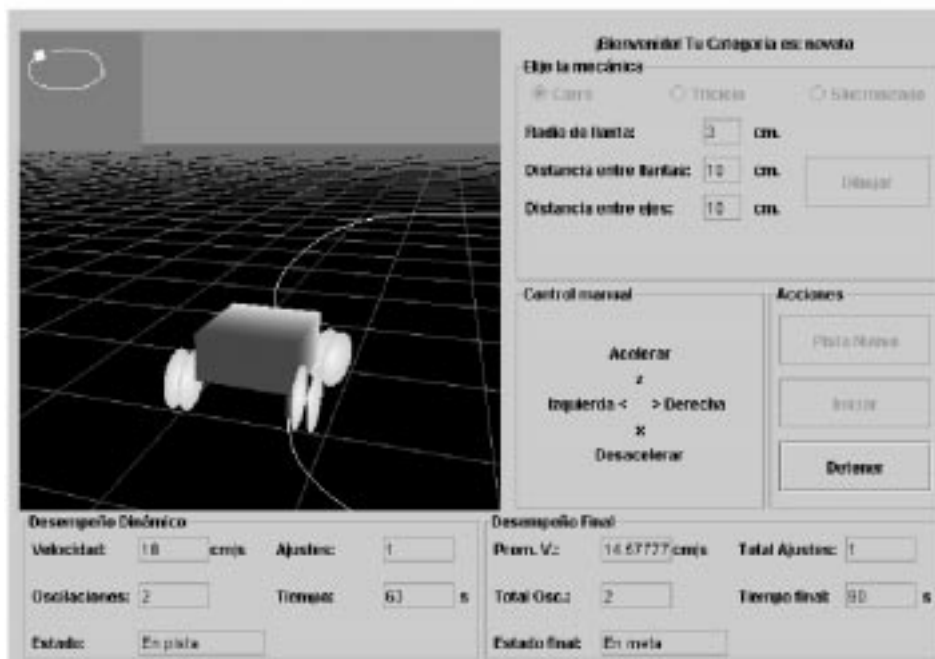 ¡Bienvenido! Tu Categoría es: novato
Elije la mecánica
Carro Triciclo Sincronizado
Radio de llanta: 3 cm.
Distancia entre llantas: 10 cm.
Dibujar
Distancia entre ejes: 10 cm.
Control manual
Acciones
Pista Nueva
Acelerar
z
Izquierda < > Derecha
x
Desacelerar
Iniciar
Detener
Desempeño Dinámico
Velocidad: 18 cm/s Ajustes: 1
Oscilaciones: 2 Tiempo: 63 s
Estado: En pista
Desempeño Final
Prom. V.: 14.67777 cm/s Total Ajustes: 1
Total Osc.: 2 Tiempo final: 90 s
Estado final: En meta